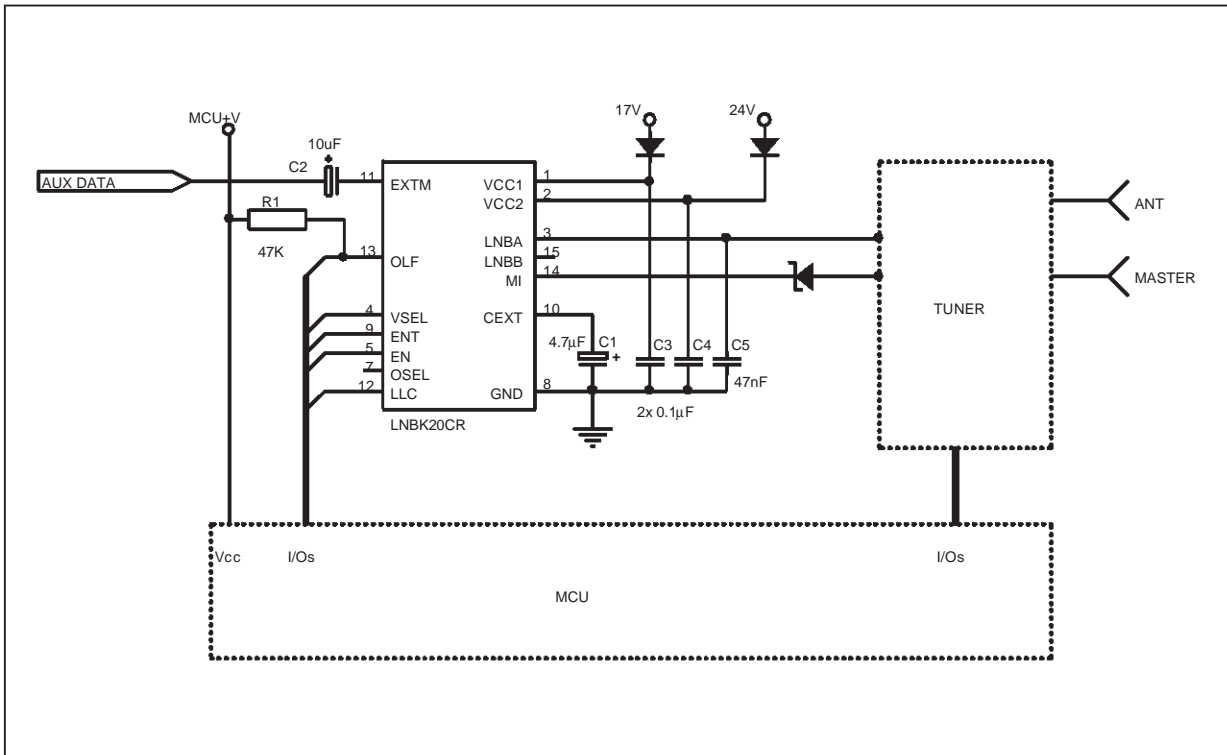 MCU+V
17V
24V
10uF
C2
AUX DATA
11
EXTM
VCC1
1
VCC2
2
R1
47K
13
OLF
LNBA
3
LNBB
15
MI
14
ANT
MASTER
TUNER
4
VSEL
9
ENT
5
EN
7
OSEL
12
LLC
CEXT
10
GND
8
4.7μF
C1
+
C3
C4
C5
47nF
2x 0.1μF
LNBK20CR
Vcc
I/Os
I/Os
MCU